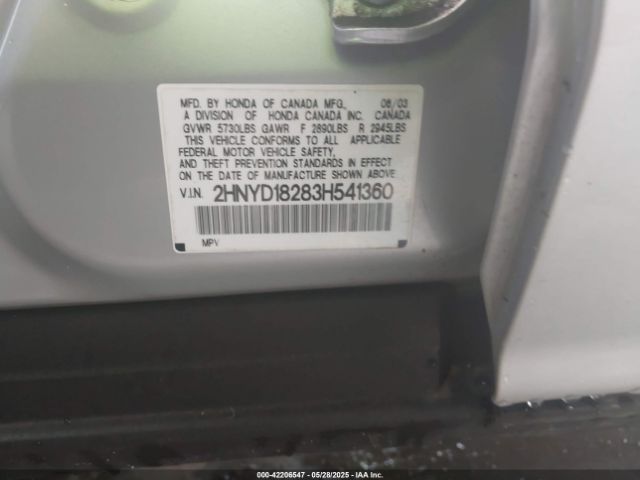 MFD. BY HONDA OF CANADA MFG., 06/03
A DIVISION OF HONDA CANADA INC. CANADA
GVWR 5730LBS GAWR F 2890LBS R 2945LBS
THIS VEHICLE CONFORMS TO ALL APPLICABLE
FEDERAL MOTOR VEHICLE SAFETY,
AND THEFT PREVENTION STANDARDS IN EFFECT
ON THE DATE OF MANUFACTURE SHOWN ABOVE.
V.I.N. 2HNYD18283H541360
MPV
000-42206547 - 05/28/2025 - IAAI.COM